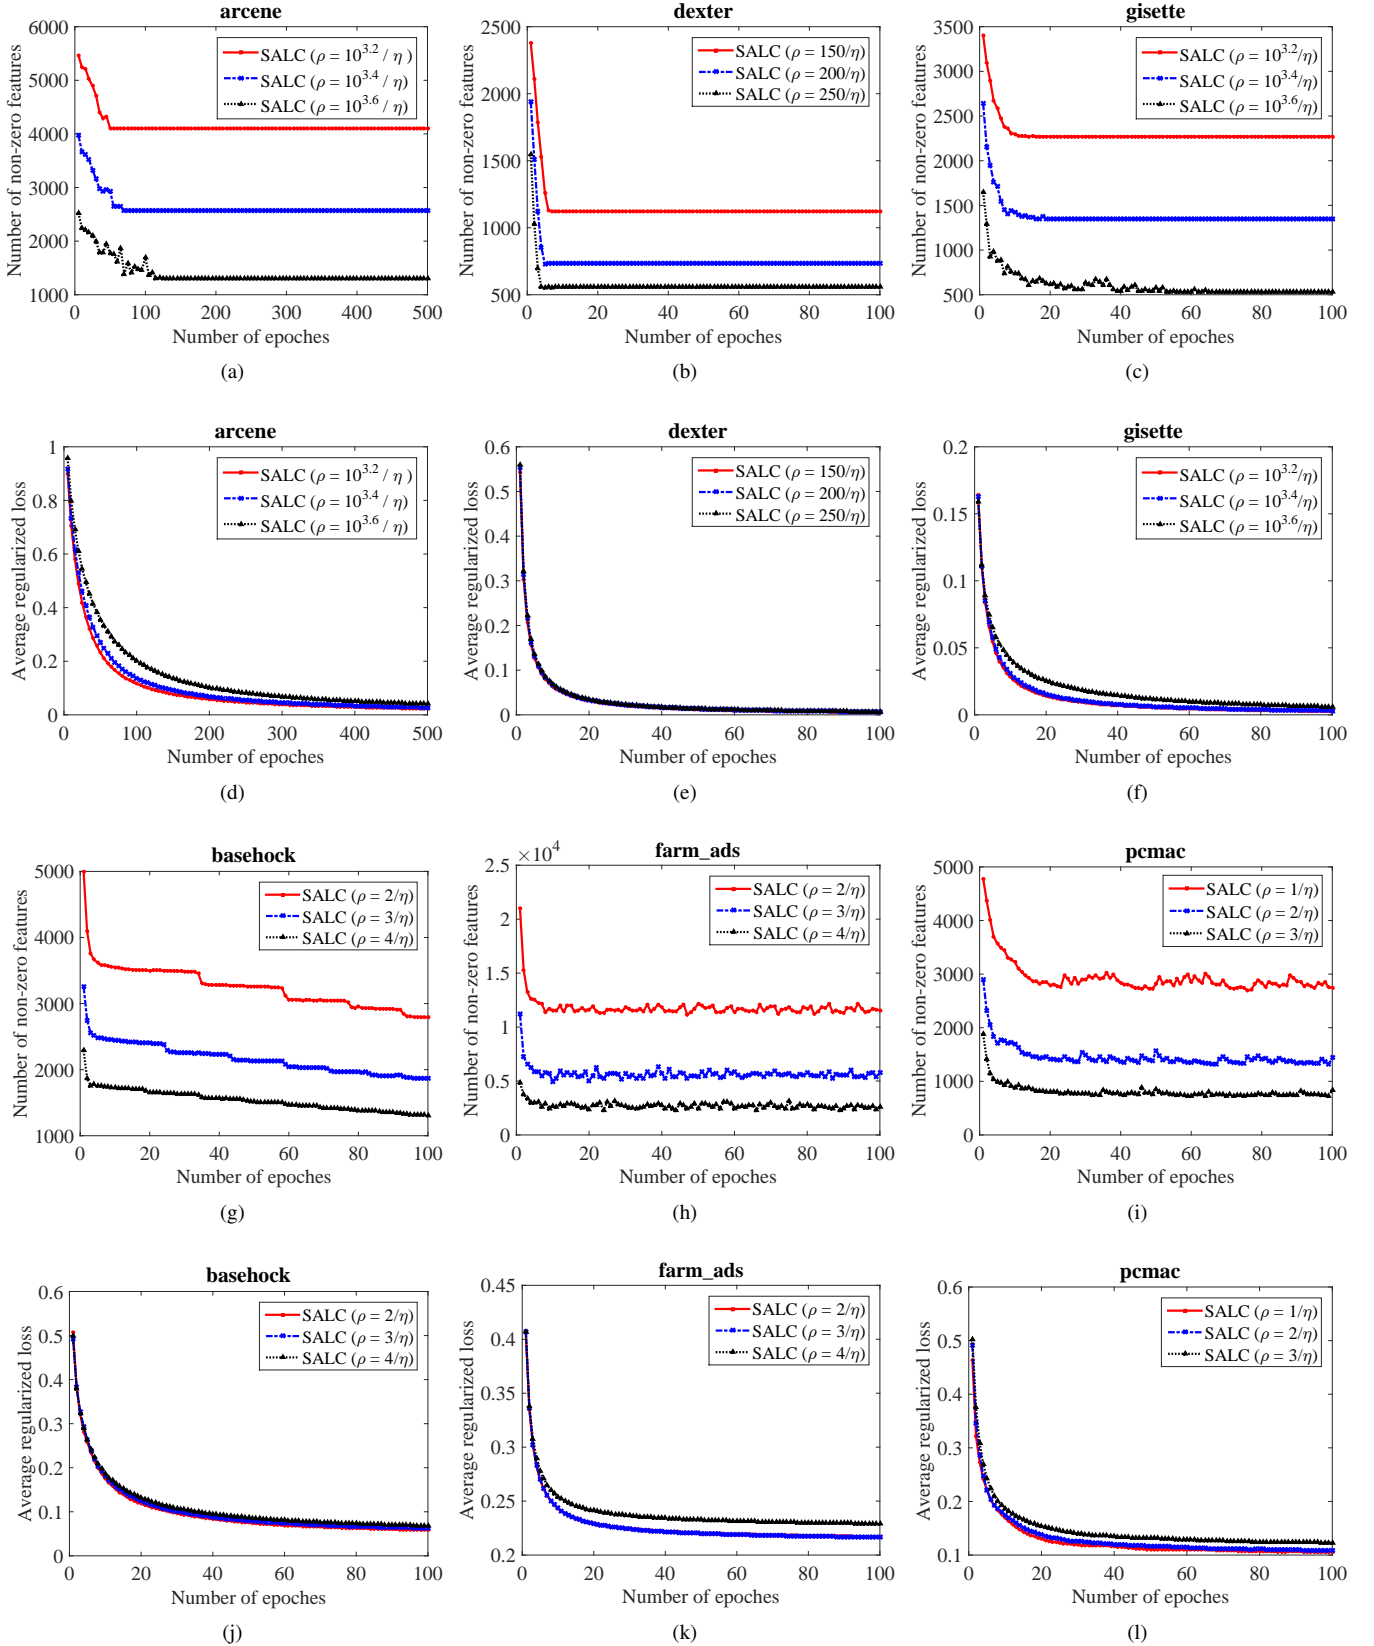 arcene
6000
5000
4000
3000
2000
1000
0 100 200 300 400 500
Number of non-zero features
Number of epoches
SALC (ρ = 10^3.2 / η )
SALC (ρ = 10^3.4 / η)
SALC (ρ = 10^3.6 / η)
(a)
dexter
2500
2000
1500
1000
500
0 20 40 60 80 100
Number of non-zero features
Number of epoches
SALC (ρ = 150/η)
SALC (ρ = 200/η)
SALC (ρ = 250/η)
(b)
gisette
3500
3000
2500
2000
1500
1000
500
0 20 40 60 80 100
Number of non-zero features
Number of epoches
SALC (ρ = 10^3.2/η)
SALC (ρ = 10^3.4/η)
SALC (ρ = 10^3.6/η)
(c)
arcene
1
0.8
0.6
0.4
0.2
0
0 100 200 300 400 500
Average regularized loss
Number of epoches
SALC (ρ = 10^3.2 / η )
SALC (ρ = 10^3.4 / η)
SALC (ρ = 10^3.6 / η)
(d)
dexter
0.6
0.5
0.4
0.3
0.2
0.1
0
0 20 40 60 80 100
Average regularized loss
Number of epoches
SALC (ρ = 150/η)
SALC (ρ = 200/η)
SALC (ρ = 250/η)
(e)
gisette
0.2
0.15
0.1
0.05
0
0 20 40 60 80 100
Average regularized loss
Number of epoches
SALC (ρ = 10^3.2/η)
SALC (ρ = 10^3.4/η)
SALC (ρ = 10^3.6/η)
(f)
basehock
5000
4000
3000
2000
1000
0 20 40 60 80 100
Number of non-zero features
Number of epoches
SALC (ρ = 2/η)
SALC (ρ = 3/η)
SALC (ρ = 4/η)
(g)
farm_ads
×10^4
2.5
2
1.5
1
0.5
0
0 20 40 60 80 100
Number of non-zero features
Number of epoches
SALC (ρ = 2/η)
SALC (ρ = 3/η)
SALC (ρ = 4/η)
(h)
pcmac
5000
4000
3000
2000
1000
0
0 20 40 60 80 100
Number of non-zero features
Number of epoches
SALC (ρ = 1/η)
SALC (ρ = 2/η)
SALC (ρ = 3/η)
(i)
basehock
0.6
0.5
0.4
0.3
0.2
0.1
0
0 20 40 60 80 100
Average regularized loss
Number of epoches
SALC (ρ = 2/η)
SALC (ρ = 3/η)
SALC (ρ = 4/η)
(j)
farm_ads
0.45
0.4
0.35
0.3
0.25
0.2
0 20 40 60 80 100
Average regularized loss
Number of epoches
SALC (ρ = 2/η)
SALC (ρ = 3/η)
SALC (ρ = 4/η)
(k)
pcmac
0.6
0.5
0.4
0.3
0.2
0.1
0 20 40 60 80 100
Average regularized loss
Number of epoches
SALC (ρ = 1/η)
SALC (ρ = 2/η)
SALC (ρ = 3/η)
(l)